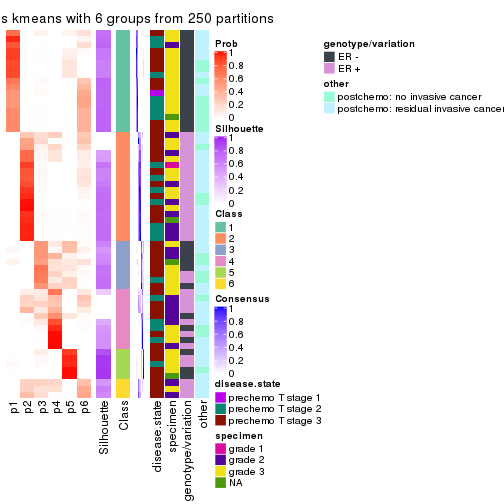 s kmeans with 6 groups from 250 partitions
Prob
1
0.8
0.6
0.4
0.2
0
Silhouette
1
0.8
0.6
0.4
0.2
0
Class
1
2
3
4
5
6
Consensus
1
0.8
0.6
0.4
0.2
0
disease.state
prechemo T stage 1
prechemo T stage 2
prechemo T stage 3
specimen
grade 1
grade 2
grade 3
NA
genotype/variation
ER -
ER +
other
postchemo: no invasive cancer
postchemo: residual invasive cancer
p1
p2
p3
p4
p5
p6
Silhouette
Class
disease.state
specimen
genotype/variation
other